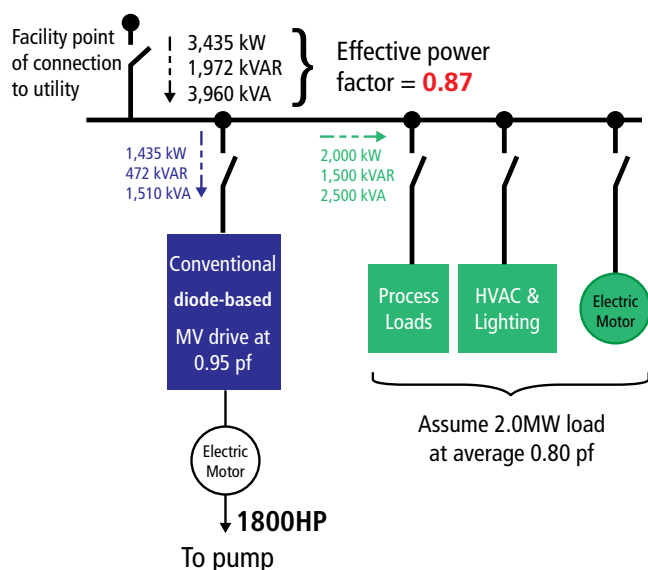 Facility point
of connection
to utility
3,435 kW
1,972 kVAR
3,960 kVA
Effective power
factor = 0.87
1,435 kW
472 kVAR
1,510 kVA
2,000 kW
1,500 kVAR
2,500 kVA
Conventional
diode-based
MV drive at
0.95 pf
Process
Loads
HVAC &
Lighting
Electric
Motor
Assume 2.0MW load
at average 0.80 pf
Electric
Motor
1800HP
To pump